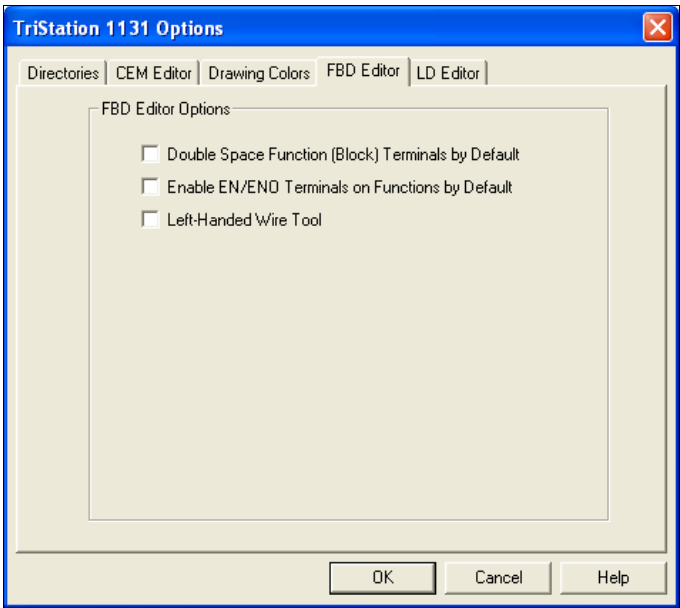 TriStation 1131 Options
Directories CEM Editor Drawing Colors FBD Editor LD Editor
FBD Editor Options
Double Space Function (Block) Terminals by Default
Enable EN/ENO Terminals on Functions by Default
Left-Handed Wire Tool
OK Cancel Help